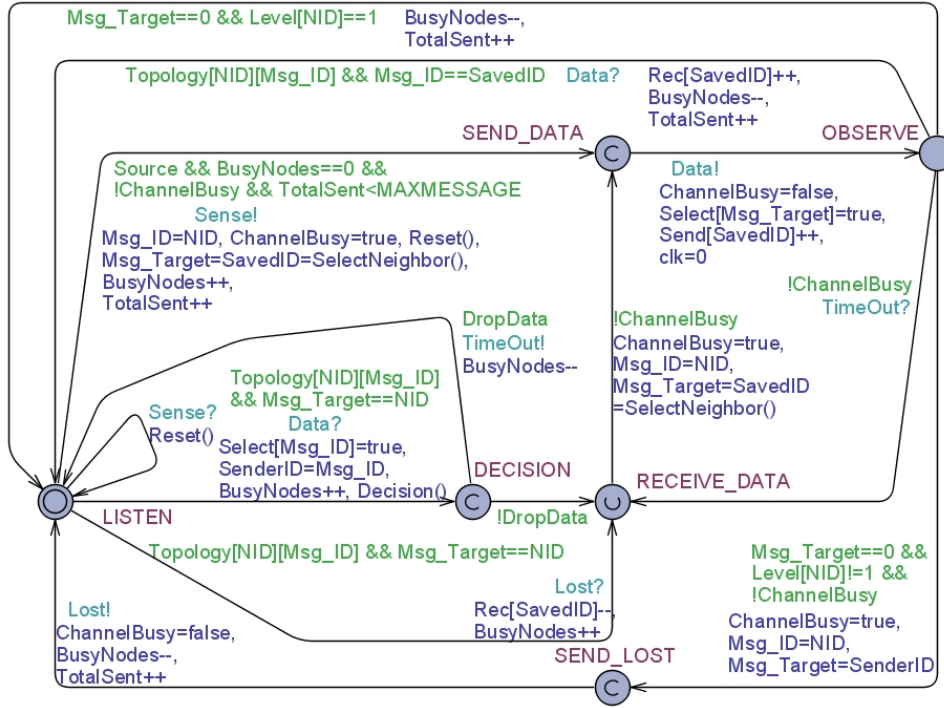 Msg_Target==0 && Level[NID]==1
BusyNodes--,
TotalSent++
Topology[NID][Msg_ID] && Msg_ID==SavedID
Data?
Rec[SavedID]++,
BusyNodes--,
TotalSent++
SEND_DATA
C
OBSERVE
Source && BusyNodes==0 &&
!ChannelBusy && TotalSent<MAXMESSAGE
Sense!
Msg_ID=NID, ChannelBusy=true, Reset(),
Msg_Target=SavedID=SelectNeighbor(),
BusyNodes++,
TotalSent++
Data!
ChannelBusy=false,
Select[Msg_Target]=true,
Send[SavedID]++,
clk=0
!ChannelBusy
TimeOut?
DropData
TimeOut!
BusyNodes--
!ChannelBusy
ChannelBusy=true,
Msg_ID=NID,
Msg_Target=SavedID
=SelectNeighbor()
Sense?
Reset()
Topology[NID][Msg_ID]
&& Msg_Target==NID
Data?
Select[Msg_ID]=true,
SenderID=Msg_ID,
BusyNodes++, Decision()
LISTEN
DECISION
C
!DropData
RECEIVE_DATA
U
Topology[NID][Msg_ID] && Msg_Target==NID
Lost?
Rec[SavedID]--,
BusyNodes++
Lost!
ChannelBusy=false,
BusyNodes--,
TotalSent++
SEND_LOST
C
Msg_Target==0 &&
Level[NID]!=1 &&
!ChannelBusy
ChannelBusy=true,
Msg_ID=NID,
Msg_Target=SenderID